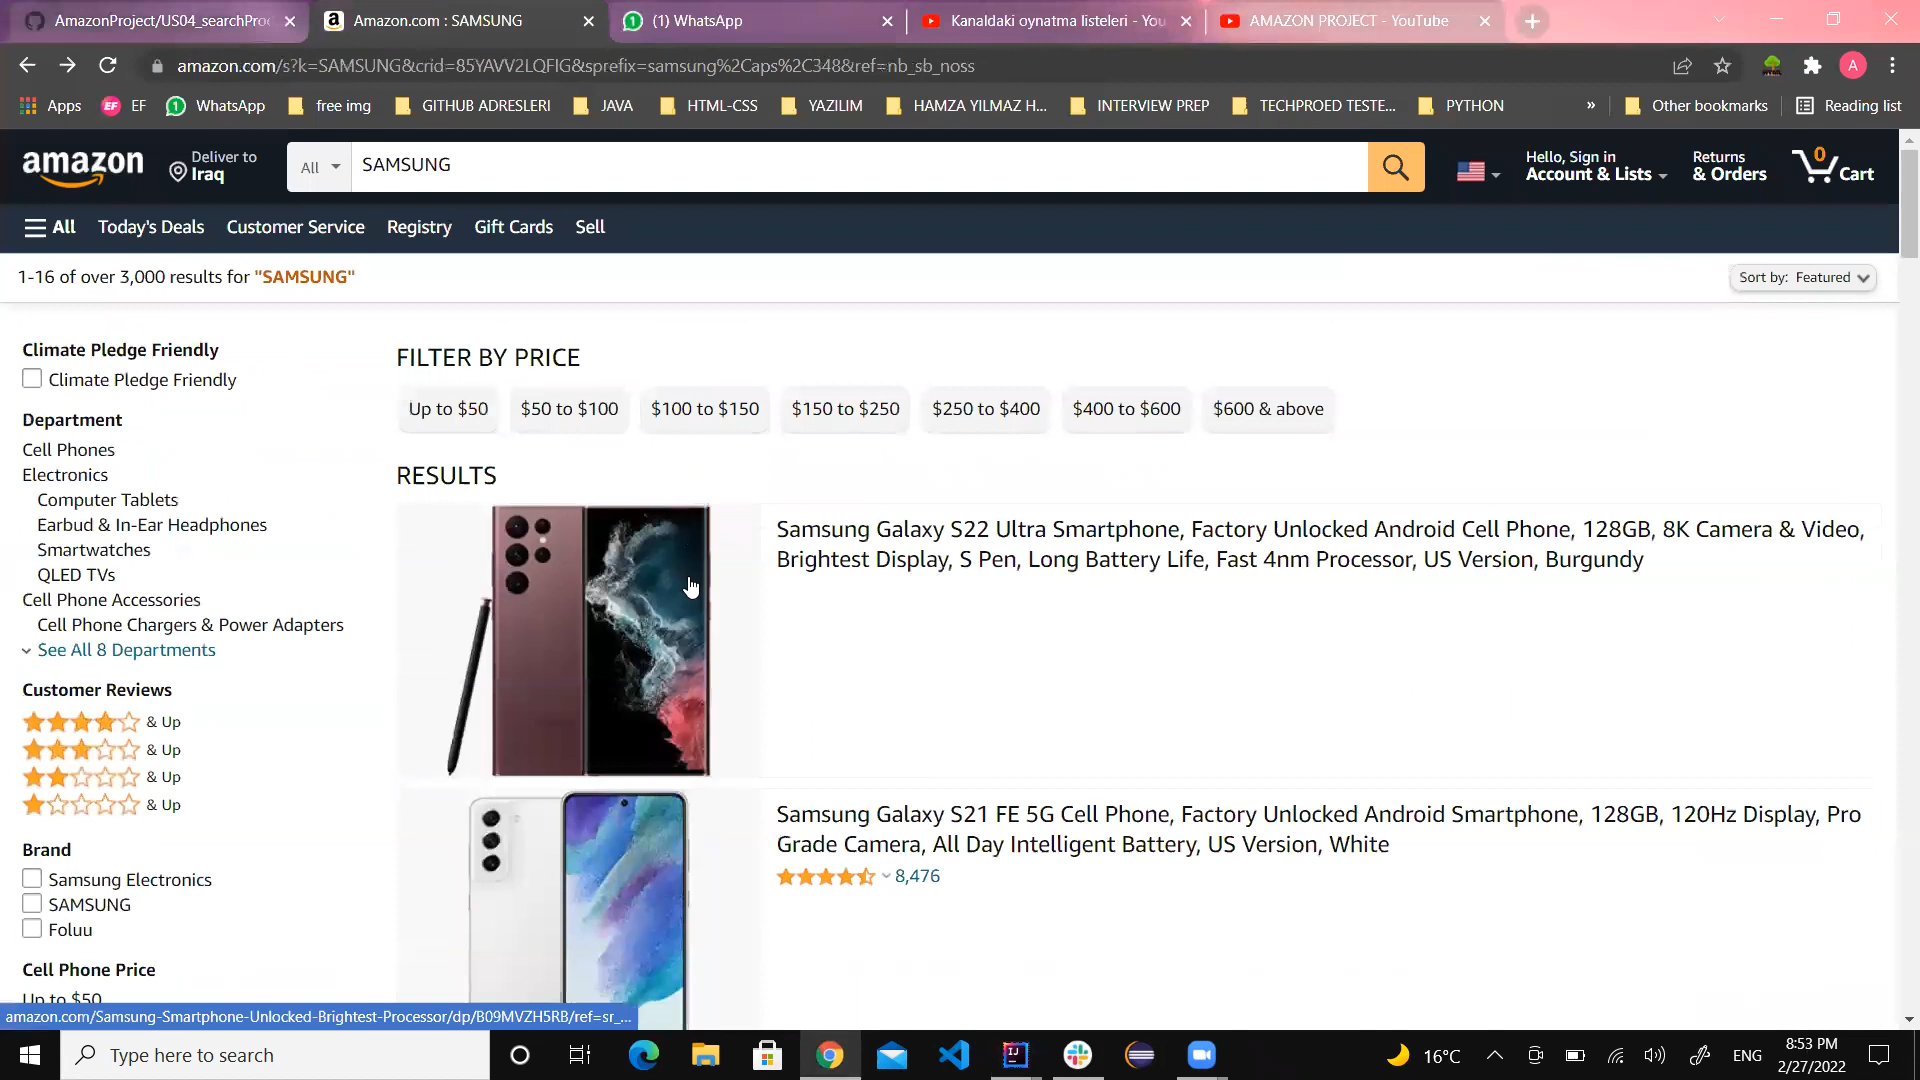 AmazonProject/US04_searchPro
Amazon.com : SAMSUNG
(1) WhatsApp
Kanaldaki oynatma listeleri - You
AMAZON PROJECT - YouTube
amazon.com/s?k=SAMSUNG&crid=85YAVV2LQFIG&sprefix=samsung%2Caps%2C348&ref=nb_sb_noss
A
Apps
EF EF
1 WhatsApp
free img
GITHUB ADRESLERI
JAVA
HTML-CSS
YAZILIM
HAMZA YILMAZ H...
INTERVIEW PREP
TECHPROED TESTE...
PYTHON
»
Other bookmarks
Reading list
amazon
Deliver to
Iraq
All
SAMSUNG
Hello, Sign in
Account & Lists
Returns
& Orders
0
Cart
All
Today's Deals
Customer Service
Registry
Gift Cards
Sell
1-16 of over 3,000 results for "SAMSUNG"
Sort by: Featured
Climate Pledge Friendly
Climate Pledge Friendly
Department
Cell Phones
Electronics
Computer Tablets
Earbud & In-Ear Headphones
Smartwatches
QLED TVs
Cell Phone Accessories
Cell Phone Chargers & Power Adapters
See All 8 Departments
Customer Reviews
& Up
& Up
& Up
& Up
Brand
Samsung Electronics
SAMSUNG
Foluu
Cell Phone Price
Up to $50
FILTER BY PRICE
Up to $50
$50 to $100
$100 to $150
$150 to $250
$250 to $400
$400 to $600
$600 & above
RESULTS
Samsung Galaxy S22 Ultra Smartphone, Factory Unlocked Android Cell Phone, 128GB, 8K Camera & Video,
Brightest Display, S Pen, Long Battery Life, Fast 4nm Processor, US Version, Burgundy
Samsung Galaxy S21 FE 5G Cell Phone, Factory Unlocked Android Smartphone, 128GB, 120Hz Display, Pro
Grade Camera, All Day Intelligent Battery, US Version, White
8,476
amazon.com/Samsung-Smartphone-Unlocked-Brightest-Processor/dp/B09MVZH5RB/ref=sr_...
Type here to search
16°C
ENG
8:53 PM
2/27/2022